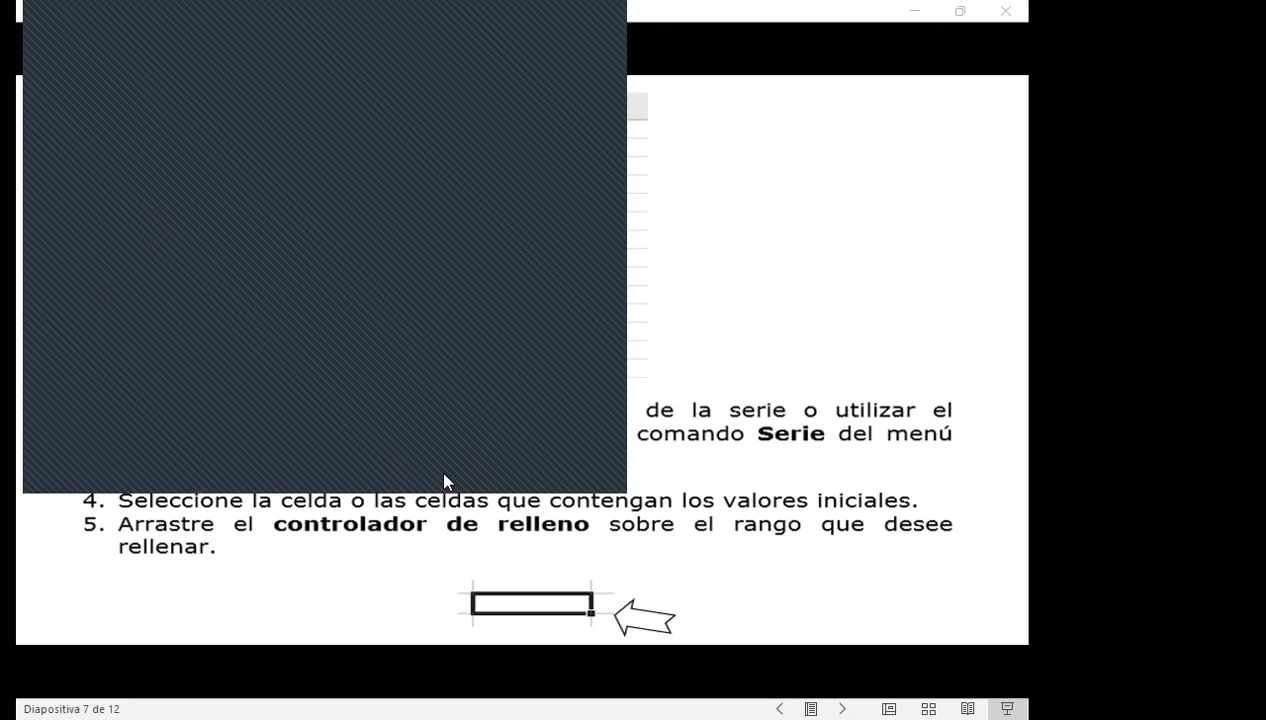 de la serie o utilizar el
comando Serie del menú
4. Seleccione la celda o las celdas que contengan los valores iniciales.
5. Arrastre el controlador de relleno sobre el rango que desee
rellenar.
Diapositiva 7 de 12